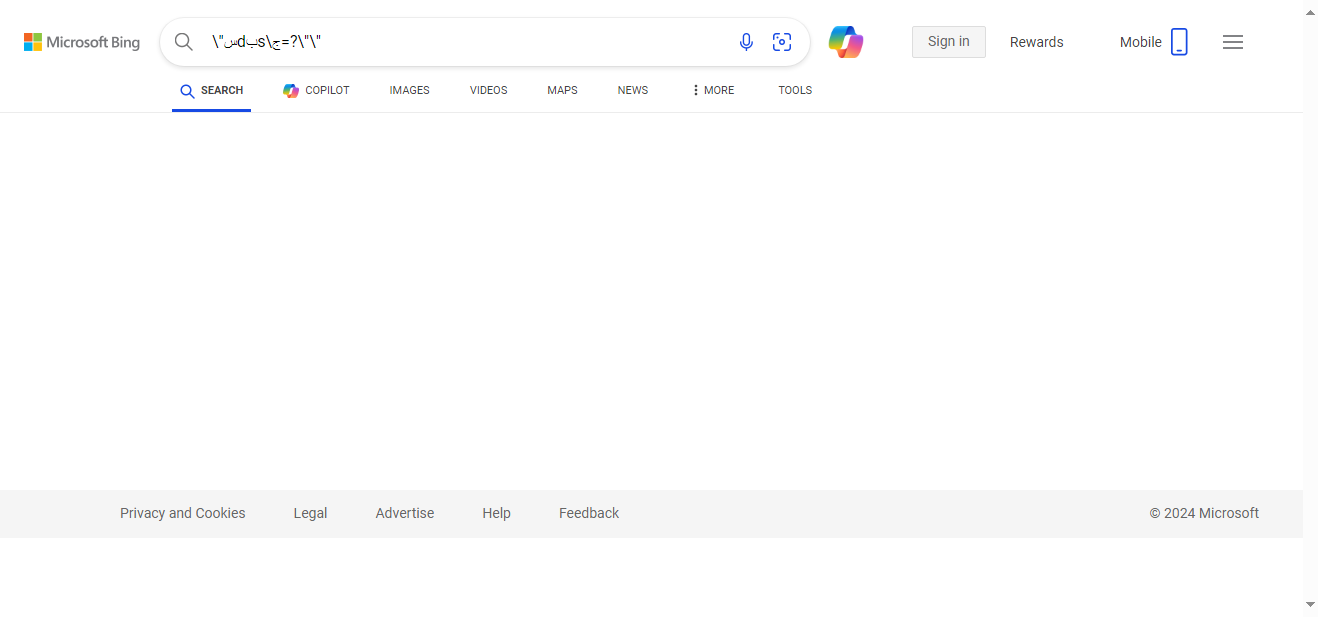 Microsoft Bing
\"سdبs\ج=?\"\"
Sign in
Rewards
Mobile
SEARCH
COPILOT
IMAGES
VIDEOS
MAPS
NEWS
MORE
TOOLS
Privacy and Cookies
Legal
Advertise
Help
Feedback
© 2024 Microsoft